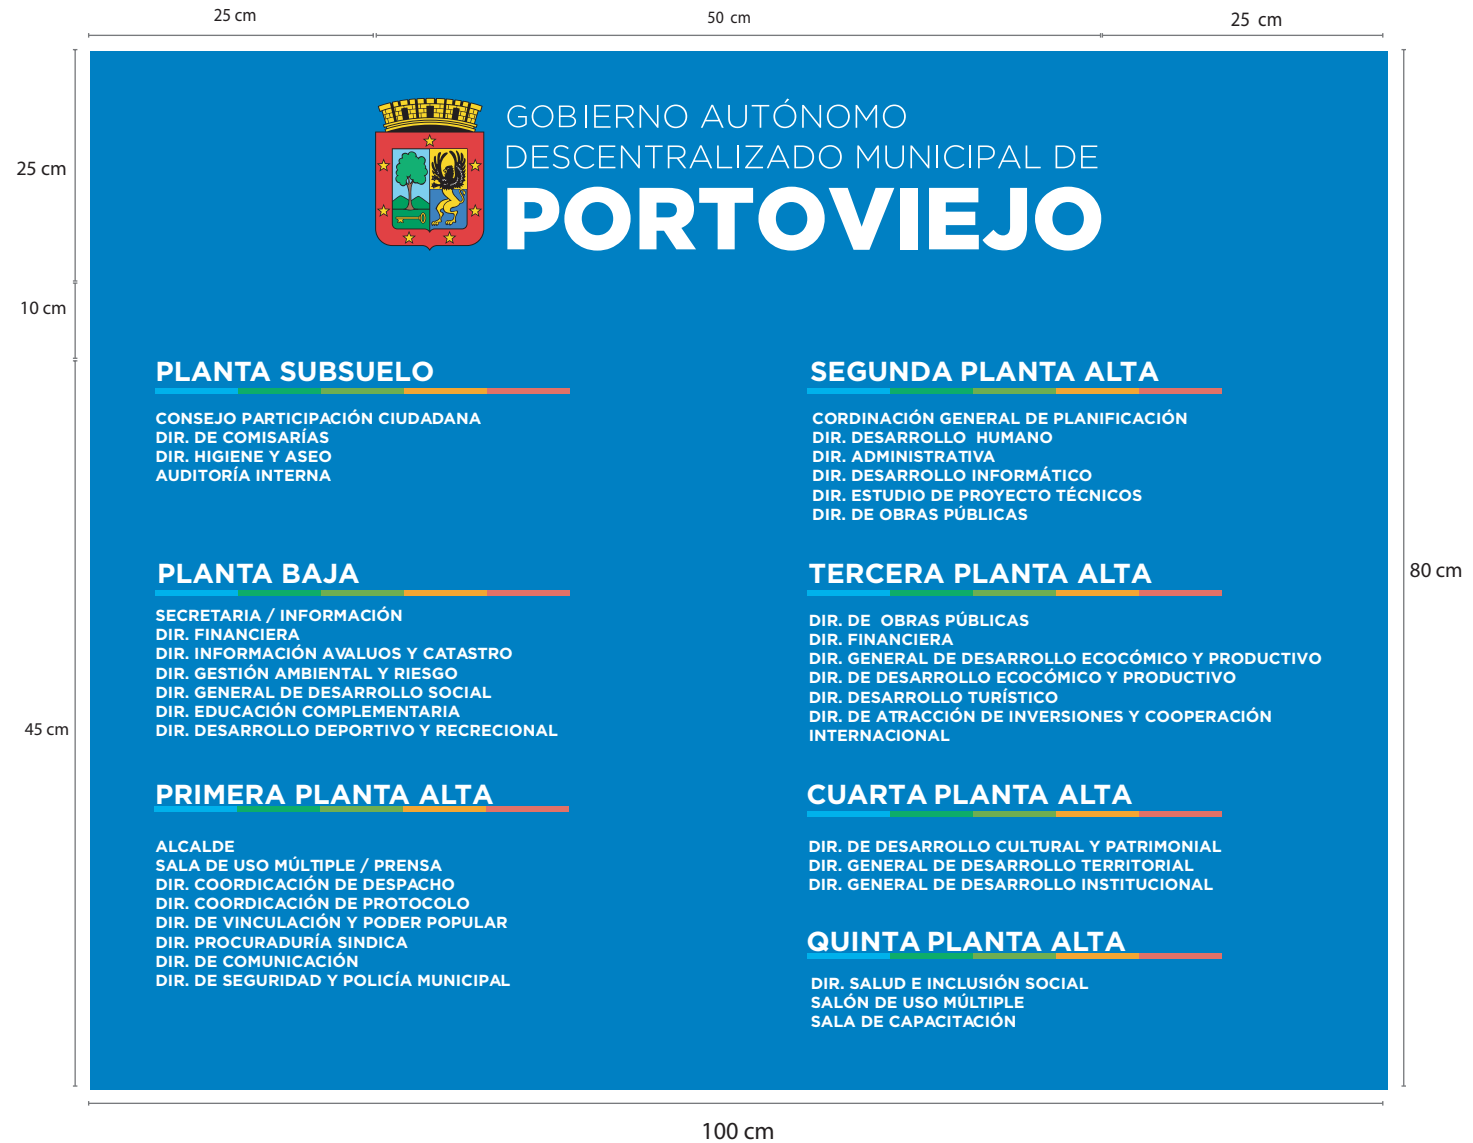 25 cm
50 cm
25 cm
25 cm
10 cm
45 cm
80 cm
100 cm
GOBIERNO AUTÓNOMO
DESCENTRALIZADO MUNICIPAL DE
PORTOVIEJO
PLANTA SUBSUELO
CONSEJO PARTICIPACIÓN CIUDADANA
DIR. DE COMISARÍAS
DIR. HIGIENE Y ASEO
AUDITORÍA INTERNA
PLANTA BAJA
SECRETARIA / INFORMACIÓN
DIR. FINANCIERA
DIR. INFORMACIÓN AVALUOS Y CATASTRO
DIR. GESTIÓN AMBIENTAL Y RIESGO
DIR. GENERAL DE DESARROLLO SOCIAL
DIR. EDUCACIÓN COMPLEMENTARIA
DIR. DESARROLLO DEPORTIVO Y RECRECIONAL
PRIMERA PLANTA ALTA
ALCALDE
SALA DE USO MÚLTIPLE / PRENSA
DIR. COORDICACIÓN DE DESPACHO
DIR. COORDICACIÓN DE PROTOCOLO
DIR. DE VINCULACIÓN Y PODER POPULAR
DIR. PROCURADURÍA SINDICA
DIR. DE COMUNICACIÓN
DIR. DE SEGURIDAD Y POLICÍA MUNICIPAL
SEGUNDA PLANTA ALTA
CORDINACIÓN GENERAL DE PLANIFICACIÓN
DIR. DESARROLLO HUMANO
DIR. ADMINISTRATIVA
DIR. DESARROLLO INFORMÁTICO
DIR. ESTUDIO DE PROYECTO TÉCNICOS
DIR. DE OBRAS PÚBLICAS
TERCERA PLANTA ALTA
DIR. DE OBRAS PÚBLICAS
DIR. FINANCIERA
DIR. GENERAL DE DESARROLLO ECOCÓMICO Y PRODUCTIVO
DIR. DE DESARROLLO ECOCÓMICO Y PRODUCTIVO
DIR. DESARROLLO TURÍSTICO
DIR. DE ATRACCIÓN DE INVERSIONES Y COOPERACIÓN
INTERNACIONAL
CUARTA PLANTA ALTA
DIR. DE DESARROLLO CULTURAL Y PATRIMONIAL
DIR. GENERAL DE DESARROLLO TERRITORIAL
DIR. GENERAL DE DESARROLLO INSTITUCIONAL
QUINTA PLANTA ALTA
DIR. SALUD E INCLUSIÓN SOCIAL
SALÓN DE USO MÚLTIPLE
SALA DE CAPACITACIÓN